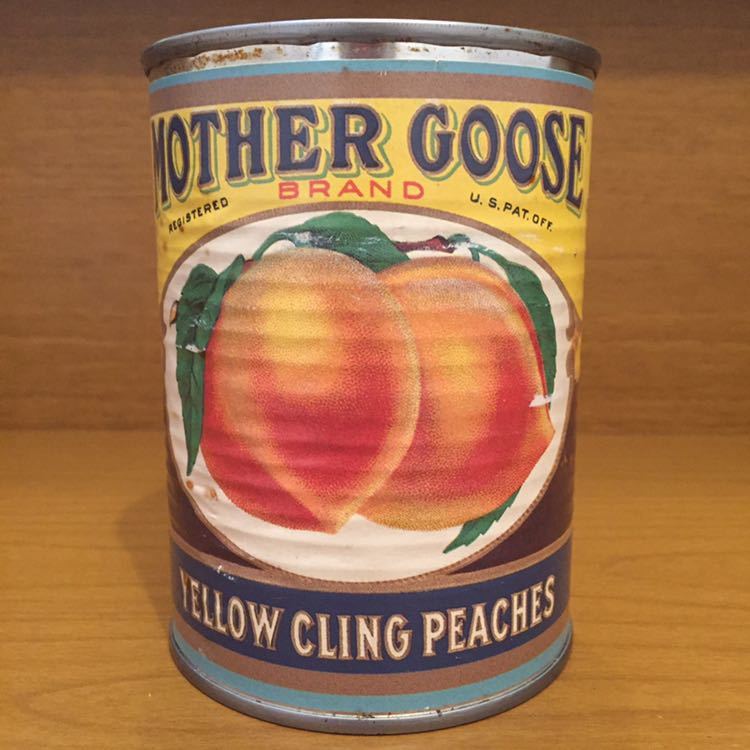 MOTHER GOOSE
BRAND
REGISTERED
U. S. PAT. OFF.
YELLOW CLING PEACHES